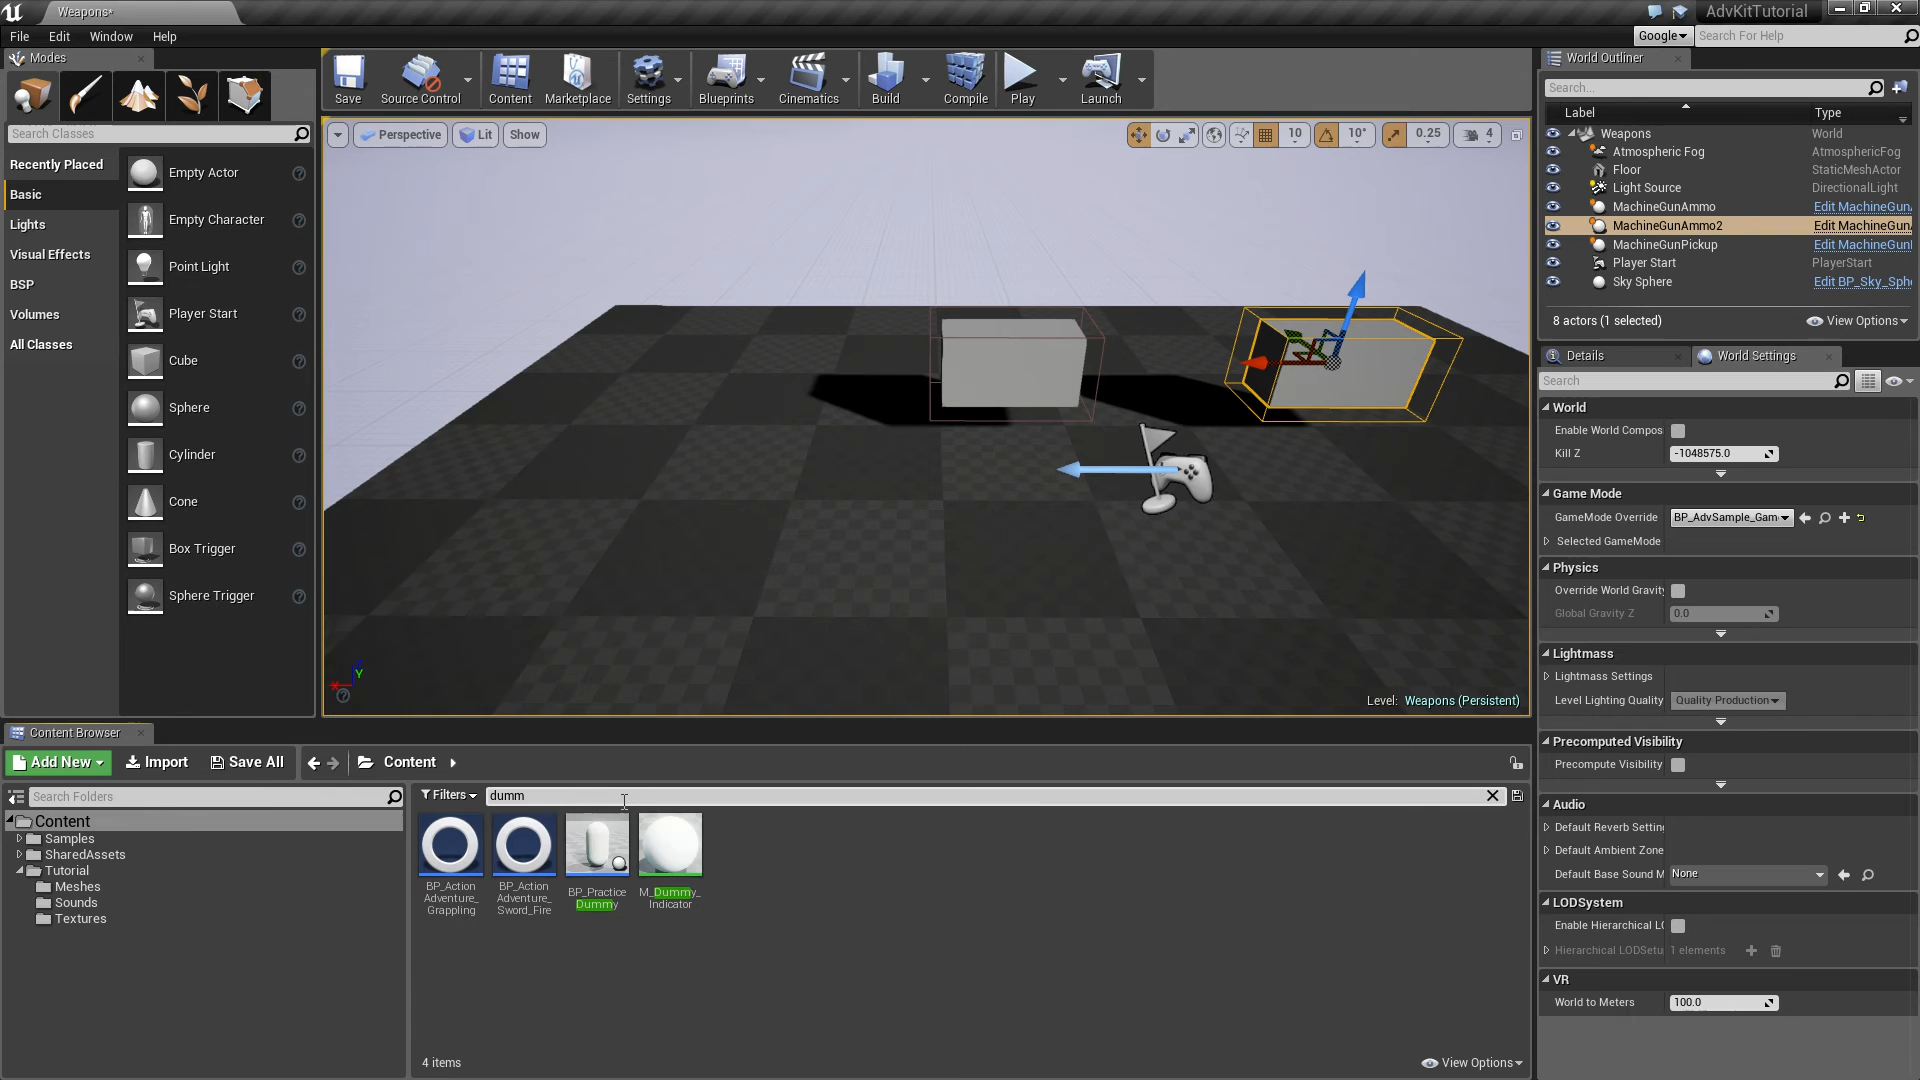 Weapons*
AdvKitTutorial
File Edit Window Help
Google Search For Help
Modes
Save Source Control Content Marketplace Settings Blueprints Cinematics Build Compile Play Launch
World Outliner
Search...
Label Type
Weapons World
Atmospheric Fog AtmosphericFog
Floor StaticMeshActor
Light Source DirectionalLight
MachineGunAmmo Edit MachineGun
MachineGunAmmo2 Edit MachineGun
MachineGunPickup Edit MachineGun
Player Start PlayerStart
Sky Sphere Edit BP_Sky_Sph
8 actors (1 selected) View Options
Search Classes
Recently Placed
Basic
Lights
Visual Effects
BSP
Volumes
All Classes
Empty Actor
Empty Character
Point Light
Player Start
Cube
Sphere
Cylinder
Cone
Box Trigger
Sphere Trigger
Perspective Lit Show
10 10° 0.25 4
Y
X
Level: Weapons (Persistent)
Details World Settings
Search
World
Enable World Compos
Kill Z -1048575.0
Game Mode
GameMode Override BP_AdvSample_Gam
Selected GameMode
Physics
Override World Gravity
Global Gravity Z 0.0
Lightmass
Lightmass Settings
Level Lighting Quality Quality Production
Precomputed Visibility
Precompute Visibility
Audio
Default Reverb Setting
Default Ambient Zone
Default Base Sound M None
LODSystem
Enable Hierarchical LO
Hierarchical LODSetu 1 elements
VR
World to Meters 100.0
Content Browser
Add New Import Save All Content
Search Folders
Content
Samples
SharedAssets
Tutorial
Meshes
Sounds
Textures
Filters dumm
BP_Action
Adventure_
Grappling
BP_Action
Adventure_
Sword_Fire
BP_Practice
Dummy
M_Dummy_
Indicator
4 items View Options